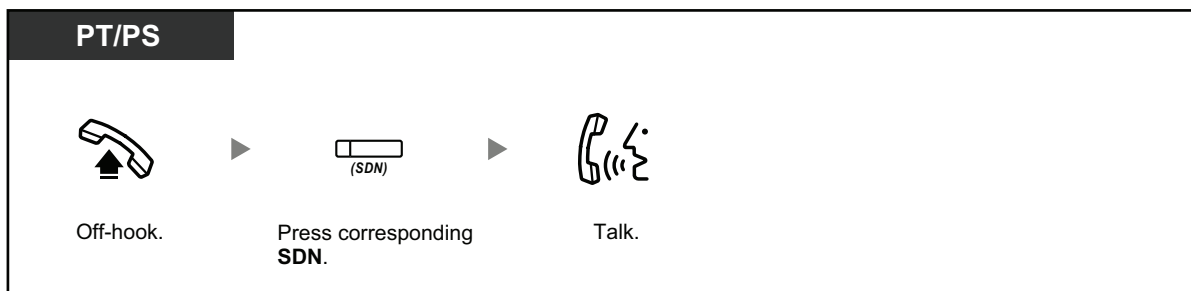 PT/PS
(SDN)
Off-hook.
Press corresponding
SDN.
Talk.